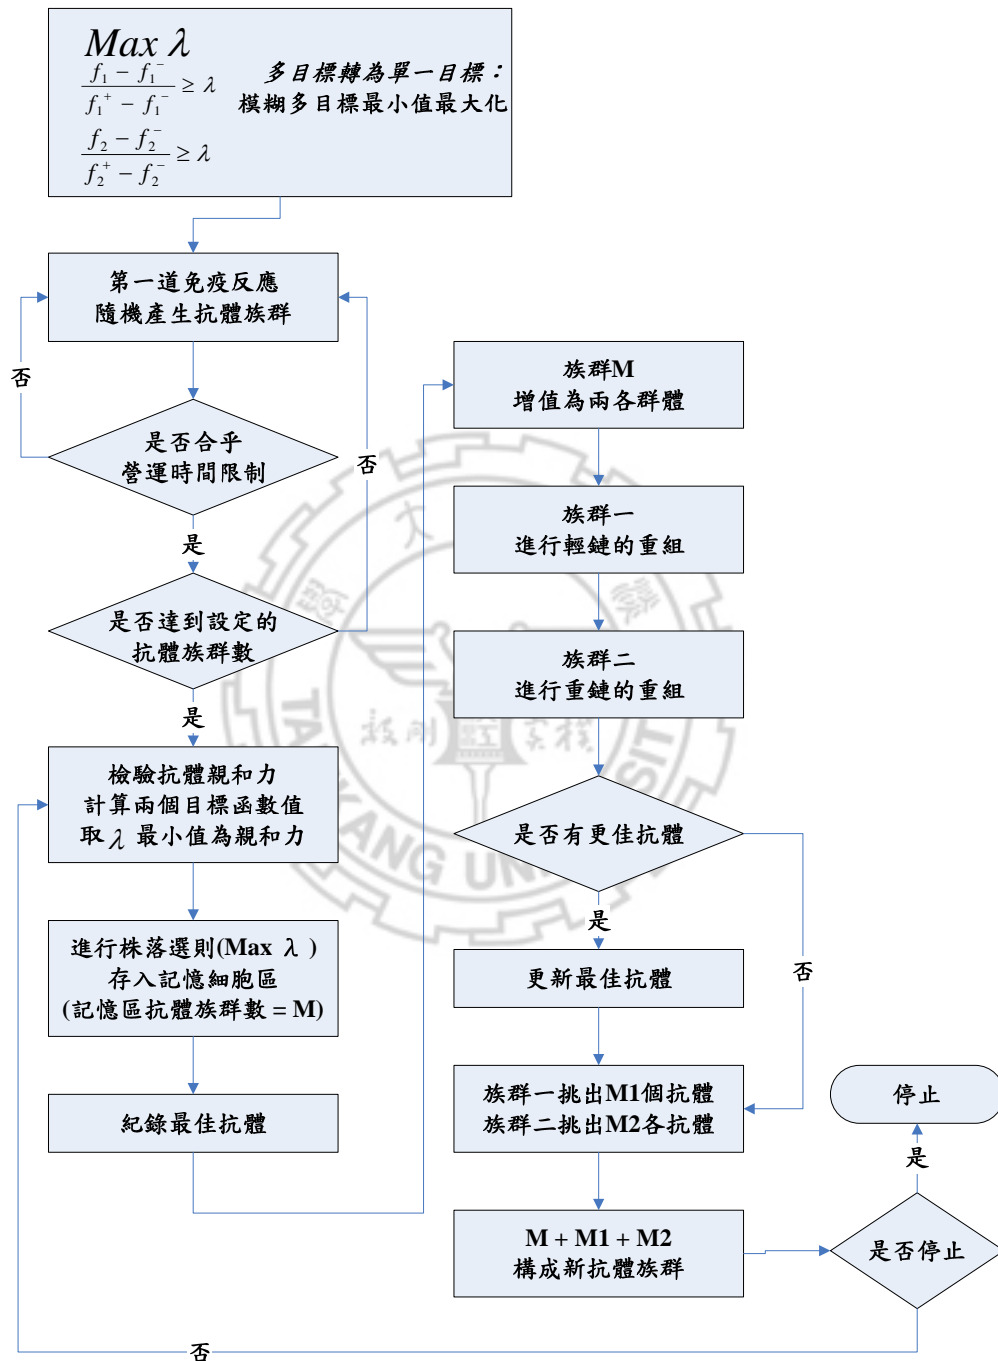 Max λ
f₁ − f₁⁻ / f₁⁺ − f₁⁻ ≥ λ
f₂ − f₂⁻ / f₂⁺ − f₂⁻ ≥ λ
多目標轉為單一目標：
模糊多目標最小值最大化
第一道免疫反應
隨機產生抗體族群
否
是否合乎
營運時間限制
是
否
是否達到設定的
抗體族群數
是
檢驗抗體親和力
計算兩個目標函數值
取λ 最小值為親和力
進行株落選則(Max λ)
存入記憶細胞區
(記憶區抗體族群數 = M)
紀錄最佳抗體
族群M
增值為兩各群體
族群一
進行輕鏈的重組
族群二
進行重鏈的重組
是否有更佳抗體
是
否
更新最佳抗體
族群一挑出M1個抗體
族群二挑出M2各抗體
M + M1 + M2
構成新抗體族群
是否停止
是
停止
否
TAMKANG UNIVERSIT